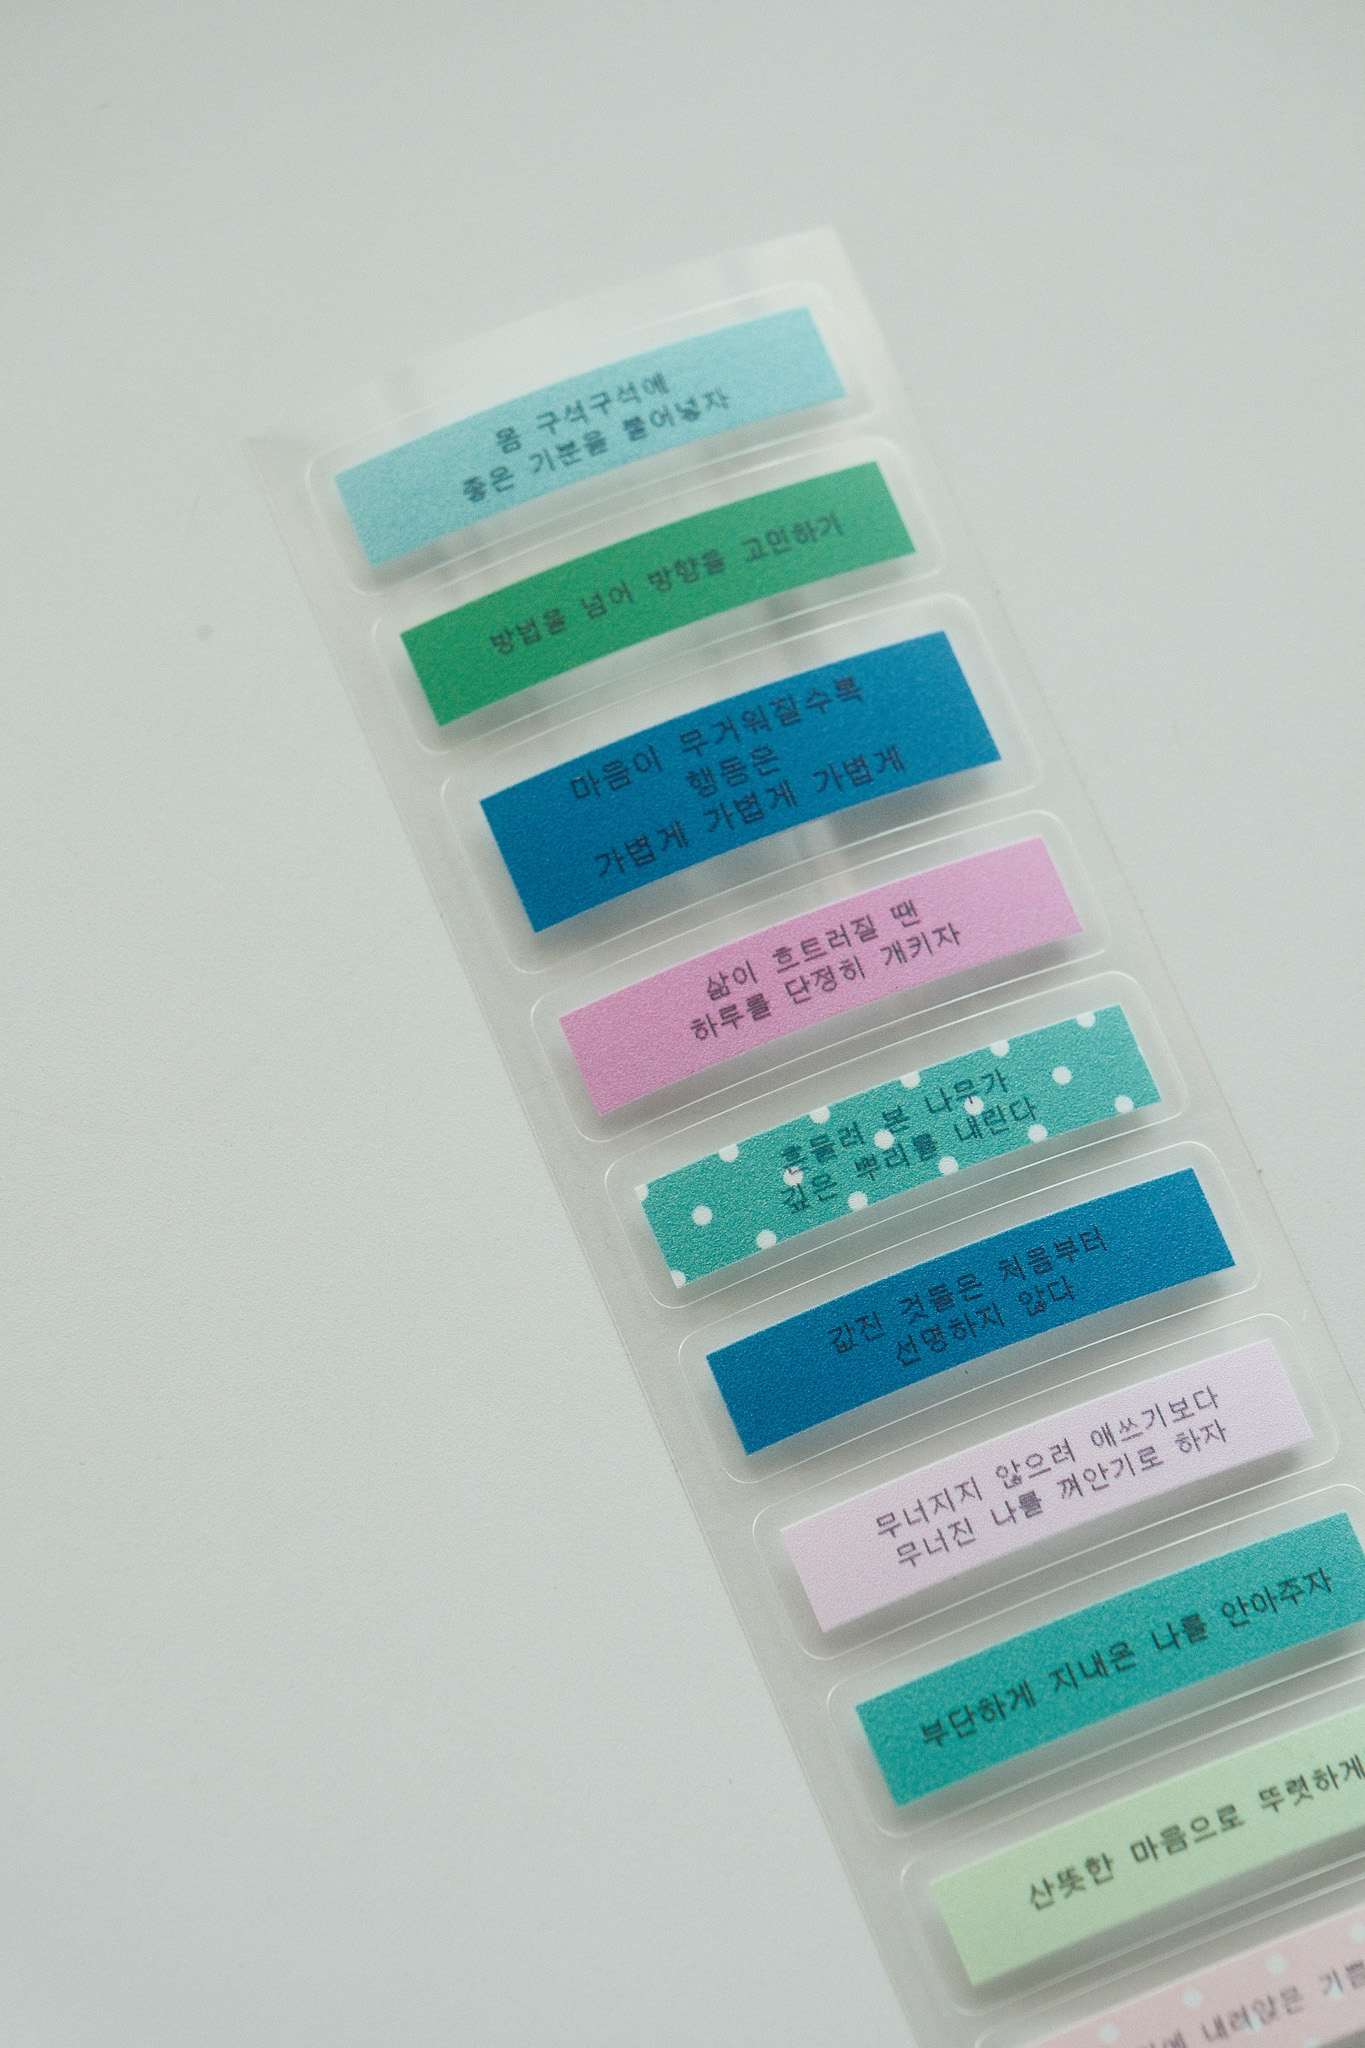 몸 구석구석에
좋은 기분을 불어넣자
방법을 넘어 방향을 고민하기
마음이 무거워질수록
행동은
가볍게 가볍게 가볍게
삶이 흐트러질 땐
하루를 단정히 개키자
흔들려 본 나무가
깊은 뿌리를 내린다
값진 것들은 처음부터
선명하지 않다
무너지지 않으려 애쓰기보다
무너진 나를 껴안기로 하자
부단하게 지내온 나를 안아주자
산뜻한 마음으로 뚜렷하게
내려앉은